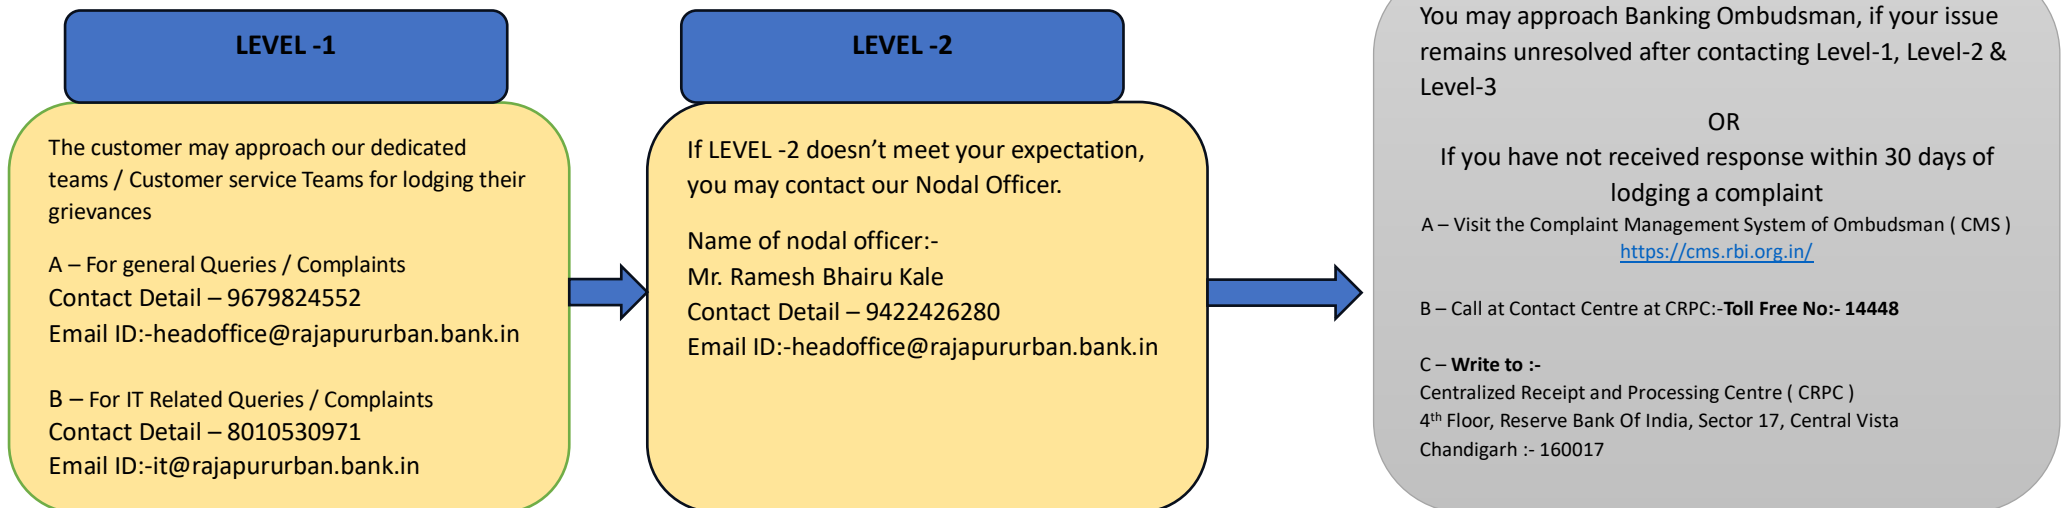 LEVEL -1
The customer may approach our dedicated
teams / Customer service Teams for lodging their
grievances
A – For general Queries / Complaints
Contact Detail – 9679824552
Email ID:-headoffice@rajapururban.bank.in
B – For IT Related Queries / Complaints
Contact Detail – 8010530971
Email ID:-it@rajapururban.bank.in
LEVEL -2
If LEVEL -2 doesn’t meet your expectation,
you may contact our Nodal Officer.
Name of nodal officer:-
Mr. Ramesh Bhairu Kale
Contact Detail – 9422426280
Email ID:-headoffice@rajapururban.bank.in
You may approach Banking Ombudsman, if your issue
remains unresolved after contacting Level-1, Level-2 &
Level-3
OR
If you have not received response within 30 days of
lodging a complaint
A – Visit the Complaint Management System of Ombudsman ( CMS )
https://cms.rbi.org.in/
B – Call at Contact Centre at CRPC:-Toll Free No:- 14448
C – Write to :-
Centralized Receipt and Processing Centre ( CRPC )
4th Floor, Reserve Bank Of India, Sector 17, Central Vista
Chandigarh :- 160017